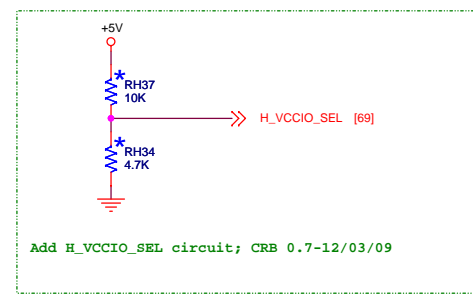 +5V
*
RH37
10K
H_VCCIO_SEL [69]
*
RH34
4.7K
Add H_VCCIO_SEL circuit; CRB 0.7-12/03/09